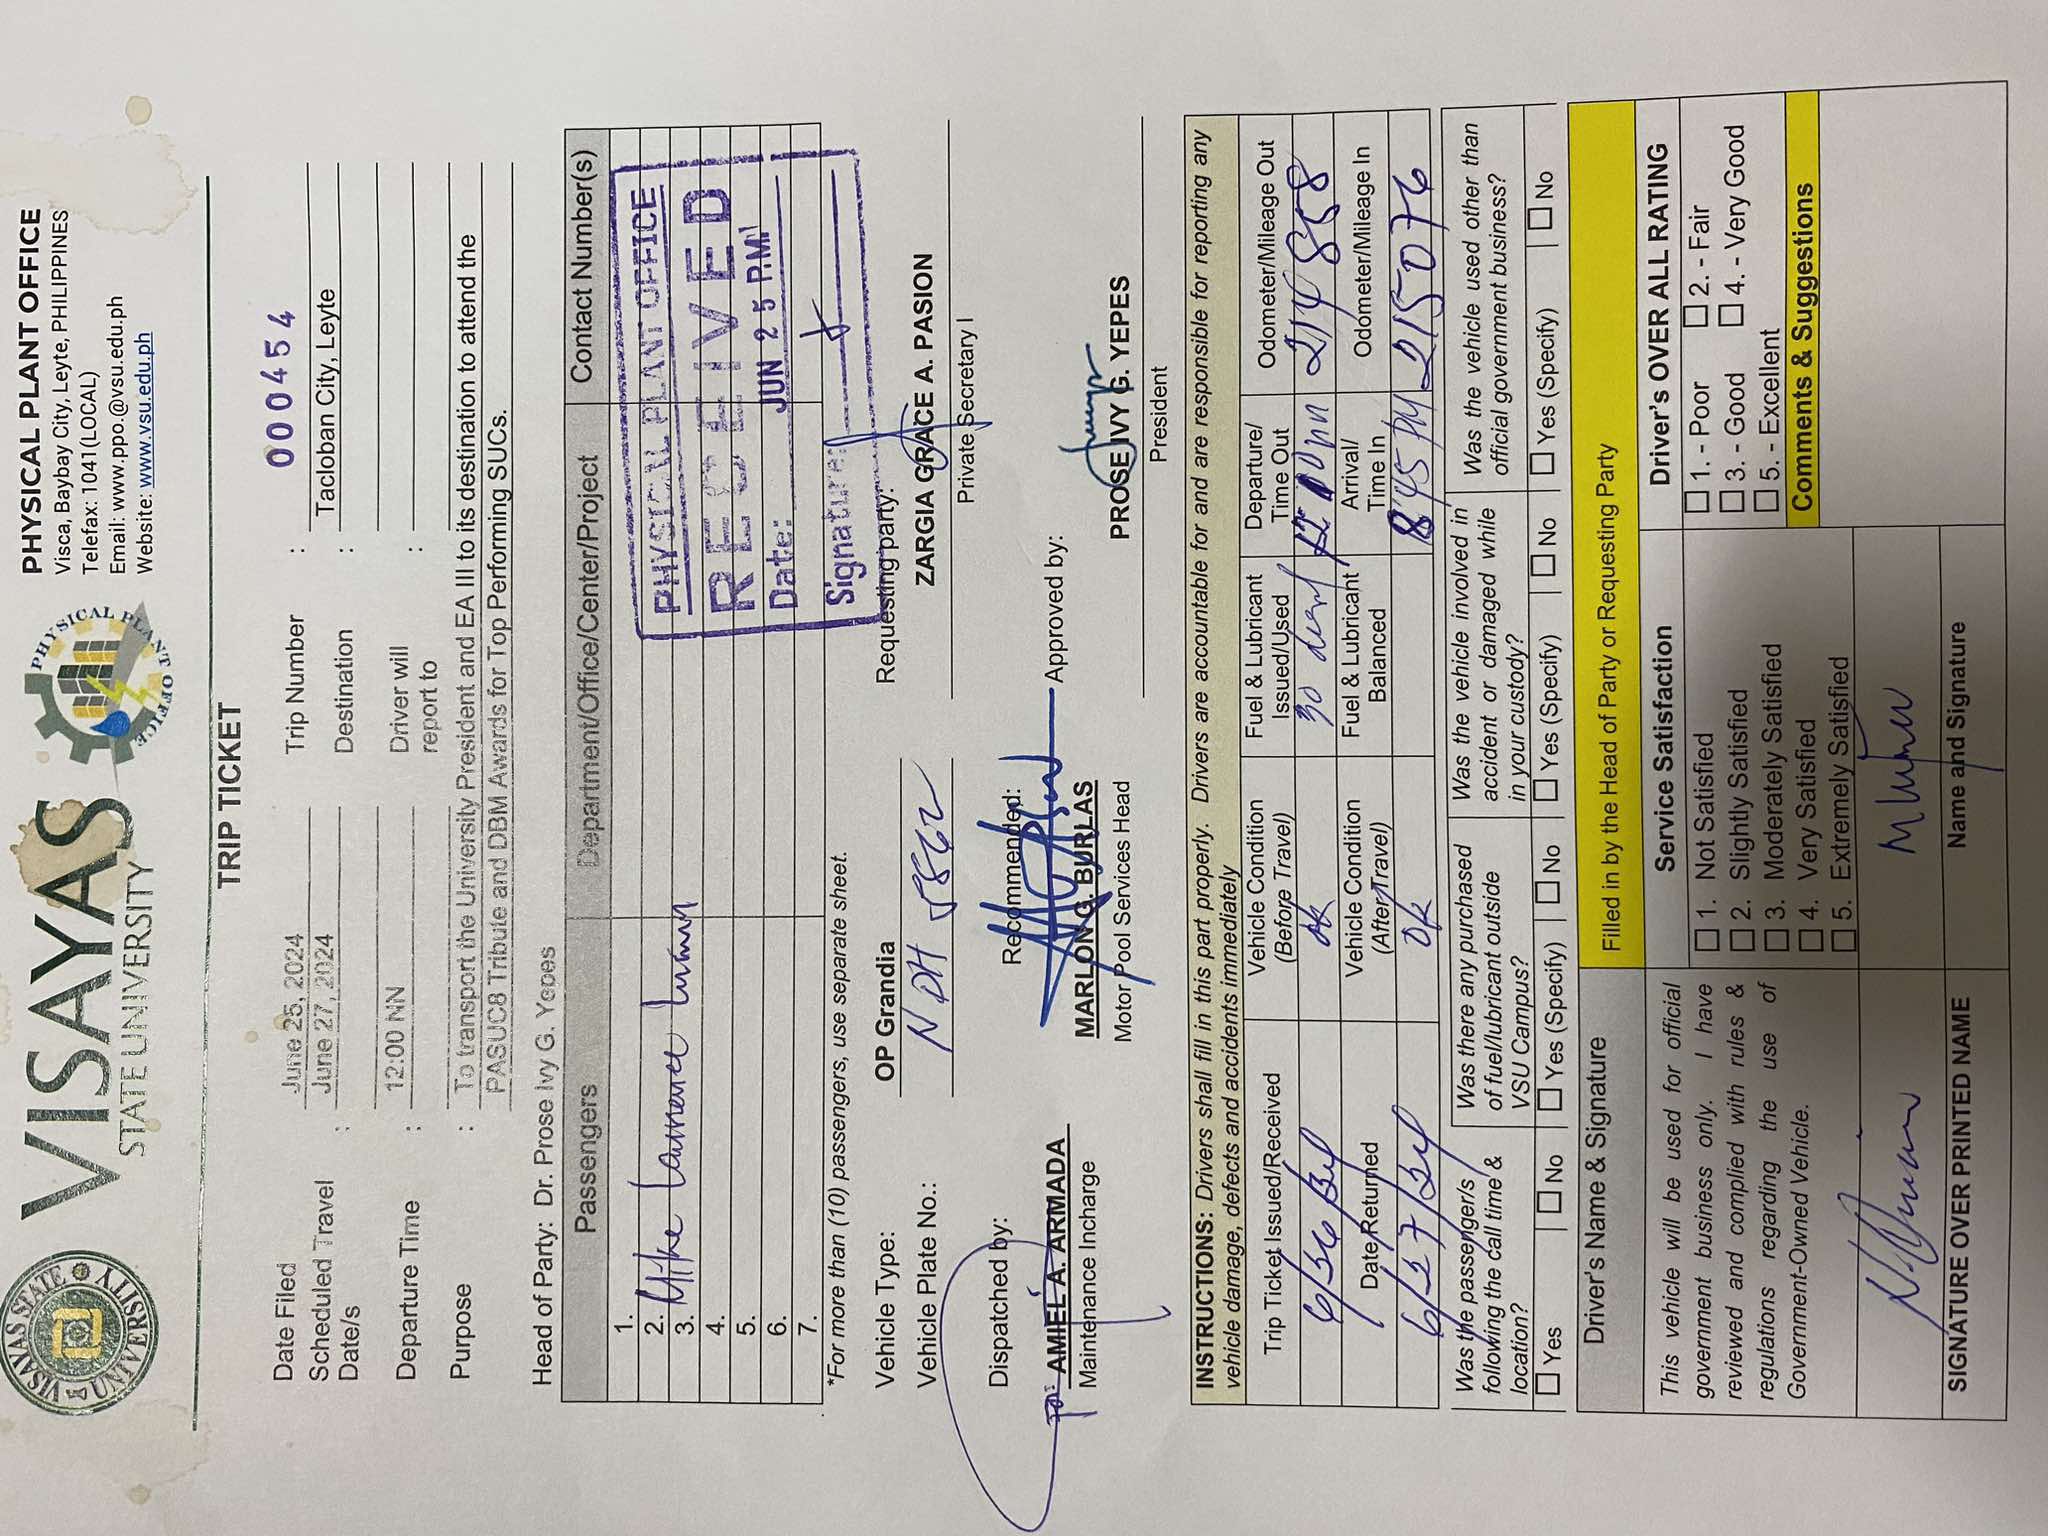 VISAYAS STATE UNIVERSITY
VISAYAS
STATE UNIVERSITY
PHYSICAL PLANT OFFICE
PHYSICAL PLANT OFFICE
Visca, Baybay City, Leyte, PHILIPPINES
Telefax: 1041(LOCAL)
Email: www.ppo.@vsu.edu.ph
Website: www.vsu.edu.ph
TRIP TICKET
Date Filed : June 25, 2024 Trip Number : 000454
Scheduled Travel Date/s : June 27, 2024 Destination : Tacloban City, Leyte
Departure Time : 12:00 NN Driver will report to :
Purpose : To transport the University President and EA III to its destination to attend the
PASUC8 Tribute and DBM Awards for Top Performing SUCs.
Head of Party: Dr. Prose Ivy G. Yepes
Passengers Department/Office/Center/Project Contact Number(s)
1.
2.
3. Mike Lawrence
4.
5.
6.
7.
PHYSICAL PLANT OFFICE
RECEIVED
Date: JUN 25 P.M
Signature:
*For more than (10) passengers, use separate sheet.
Vehicle Type: OP Grandia Requesting party:
Vehicle Plate No.: NDH 5862 ZARGIA GRACE A. PASION
Private Secretary I
Dispatched by: Recommended: Approved by:
for: AMIEL A. ARMADA MARLON G. BURLAS PROSE IVY G. YEPES
Maintenance Incharge Motor Pool Services Head President
INSTRUCTIONS: Drivers shall fill in this part properly. Drivers are accountable for and are responsible for reporting any
vehicle damage, defects and accidents immediately
Trip Ticket Issued/Received Vehicle Condition (Before Travel) Fuel & Lubricant Issued/Used Departure/ Time Out Odometer/Mileage Out
ok 30 214858
Date Returned Vehicle Condition (After Travel) Fuel & Lubricant Balanced Arrival/ Time In Odometer/Mileage In
6/27/ ok 8:45 PM 215076
Was the passenger/s following the call time & location?
Yes No
Was there any purchased of fuel/lubricant outside VSU Campus?
Yes (Specify) No
Was the vehicle involved in accident or damaged while in your custody?
Yes (Specify) No
Was the vehicle used other than official government business?
Yes (Specify) No
Driver's Name & Signature Filled in by the Head of Party or Requesting Party
This vehicle will be used for official
government business only. I have
reviewed and complied with rules &
regulations regarding the use of
Government-Owned Vehicle.
Service Satisfaction
1. Not Satisfied
2. Slightly Satisfied
3. Moderately Satisfied
4. Very Satisfied
5. Extremely Satisfied
Driver's OVER ALL RATING
1. - Poor 2. - Fair
3. - Good 4. - Very Good
5. - Excellent
Comments & Suggestions
SIGNATURE OVER PRINTED NAME Name and Signature